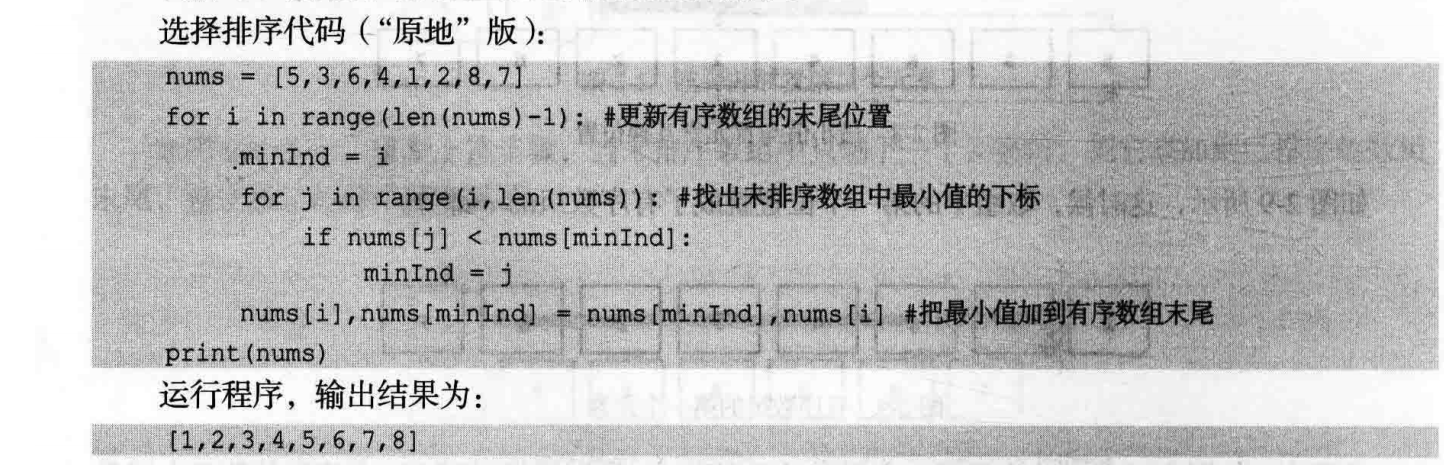 选择排序代码（“原地”版）：
nums = [5,3,6,4,1,2,8,7]
for i in range(len(nums)-1): #更新有序数组的末尾位置
minInd = i
for j in range(i,len(nums)): #找出未排序数组中最小值的下标
if nums[j] < nums[minInd]:
minInd = j
nums[i],nums[minInd] = nums[minInd],nums[i] #把最小值加到有序数组末尾
print(nums)
运行程序，输出结果为：
[1,2,3,4,5,6,7,8]